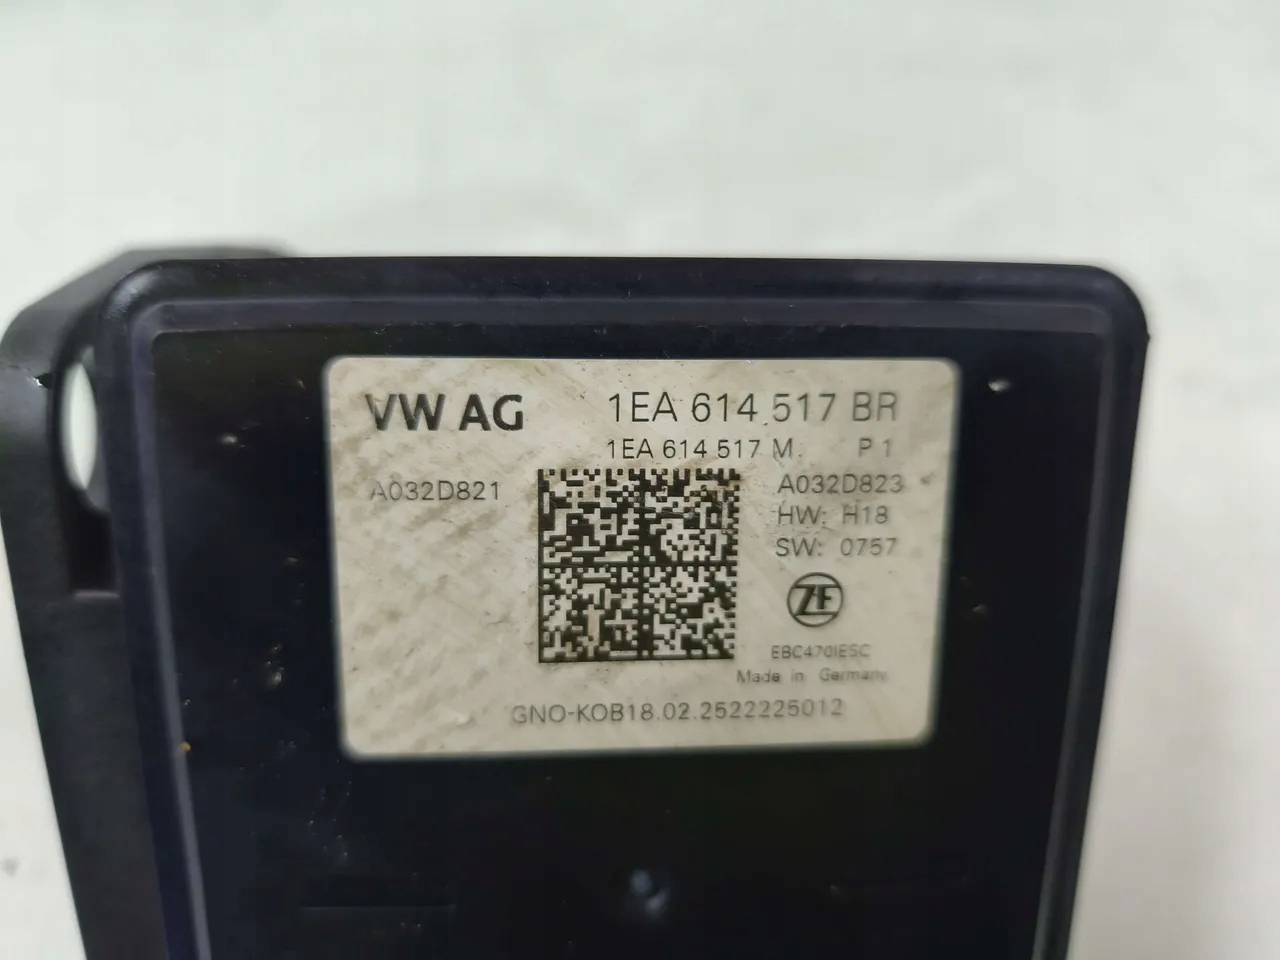 VW AG 1EA 614 517 BR
1EA 614 517 M. P 1
A032D821 A032D823
HW: H18
SW: 0757
ZF
EBC470IESC
Made in Germany
GNO-KOB18.02.2522225012